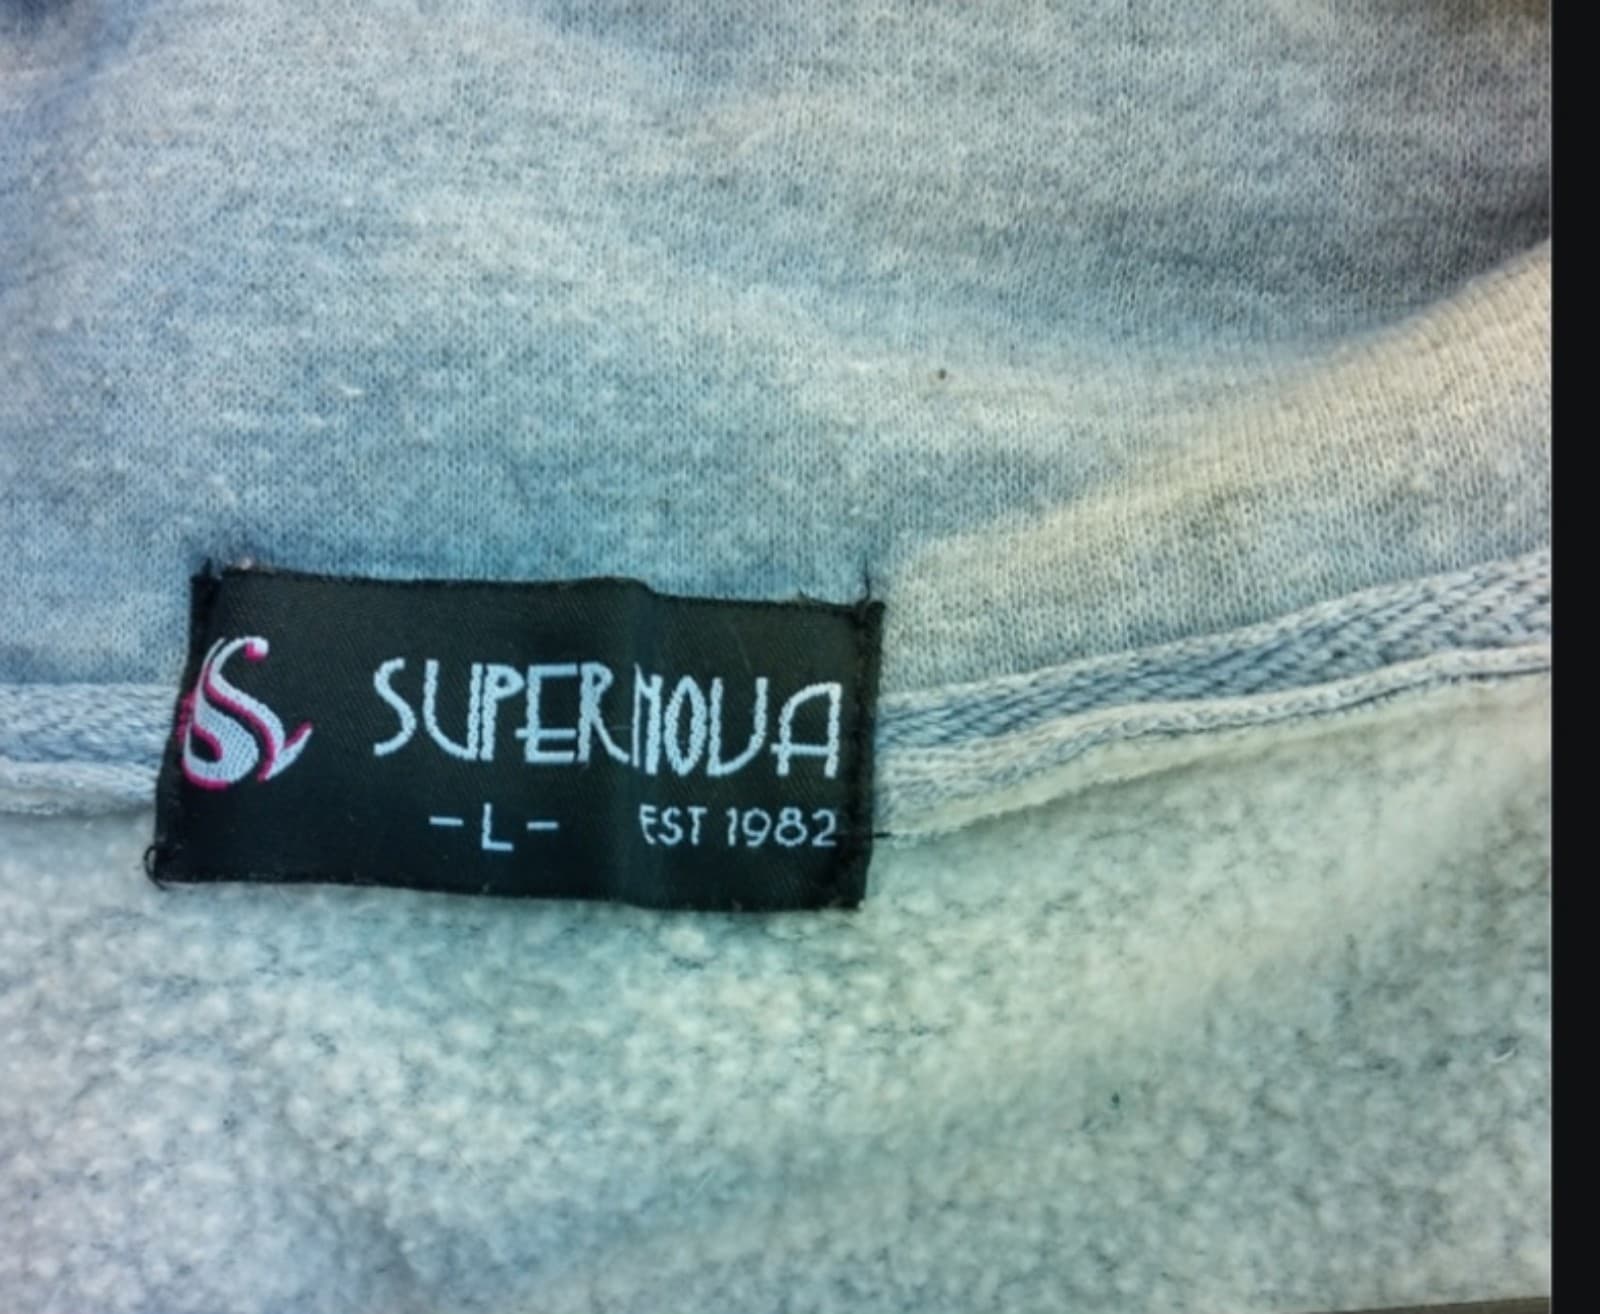 S SUPERNOVA
-L- EST 1982